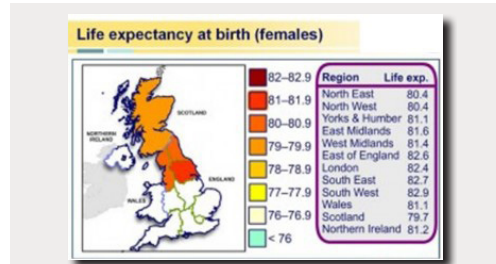 Life expectancy at birth (females)
SCOTLAND
NORTHERN
IRELAND
WALES
ENGLAND
82–82.9
81–81.9
80–80.9
79–79.9
78–78.9
77–77.9
76–76.9
< 76
Region Life exp.
North East 80.4
North West 80.4
Yorks & Humber 81.1
East Midlands 81.6
West Midlands 81.4
East of England 82.6
London 82.4
South East 82.7
South West 82.9
Wales 81.1
Scotland 79.7
Northern Ireland 81.2